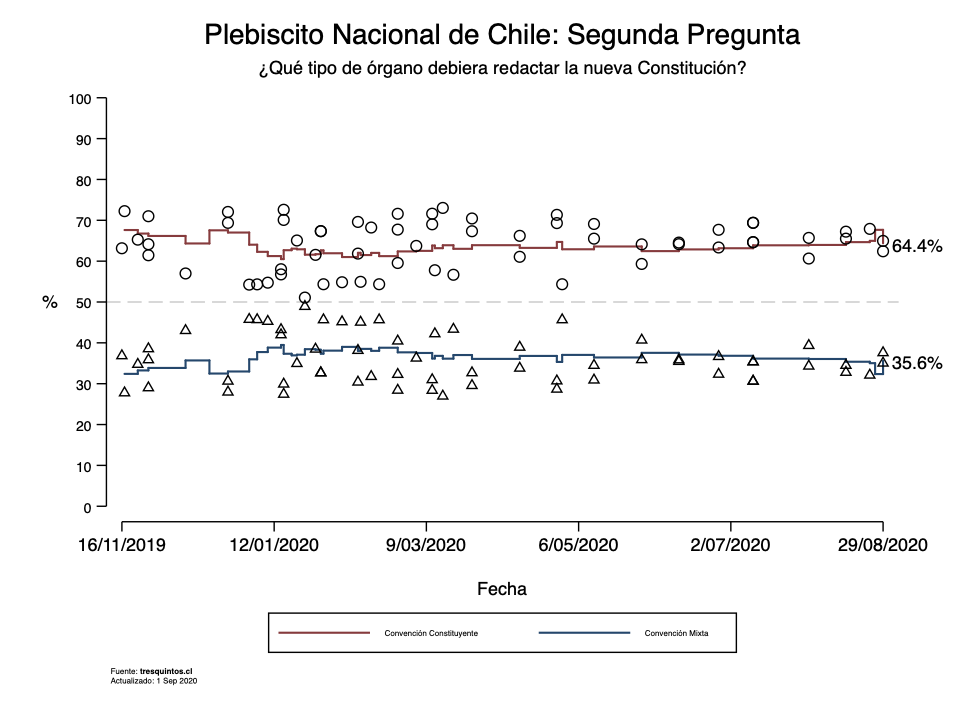 Plebiscito Nacional de Chile: Segunda Pregunta
¿Qué tipo de órgano debiera redactar la nueva Constitución?
100
90
80
70
60
50
40
30
20
10
0
%
64.4%
35.6%
16/11/2019 12/01/2020 9/03/2020 6/05/2020 2/07/2020 29/08/2020
Fecha
Convención Constituyente Convención Mixta
Fuente: tresquintos.cl
Actualizado: 1 Sep 2020